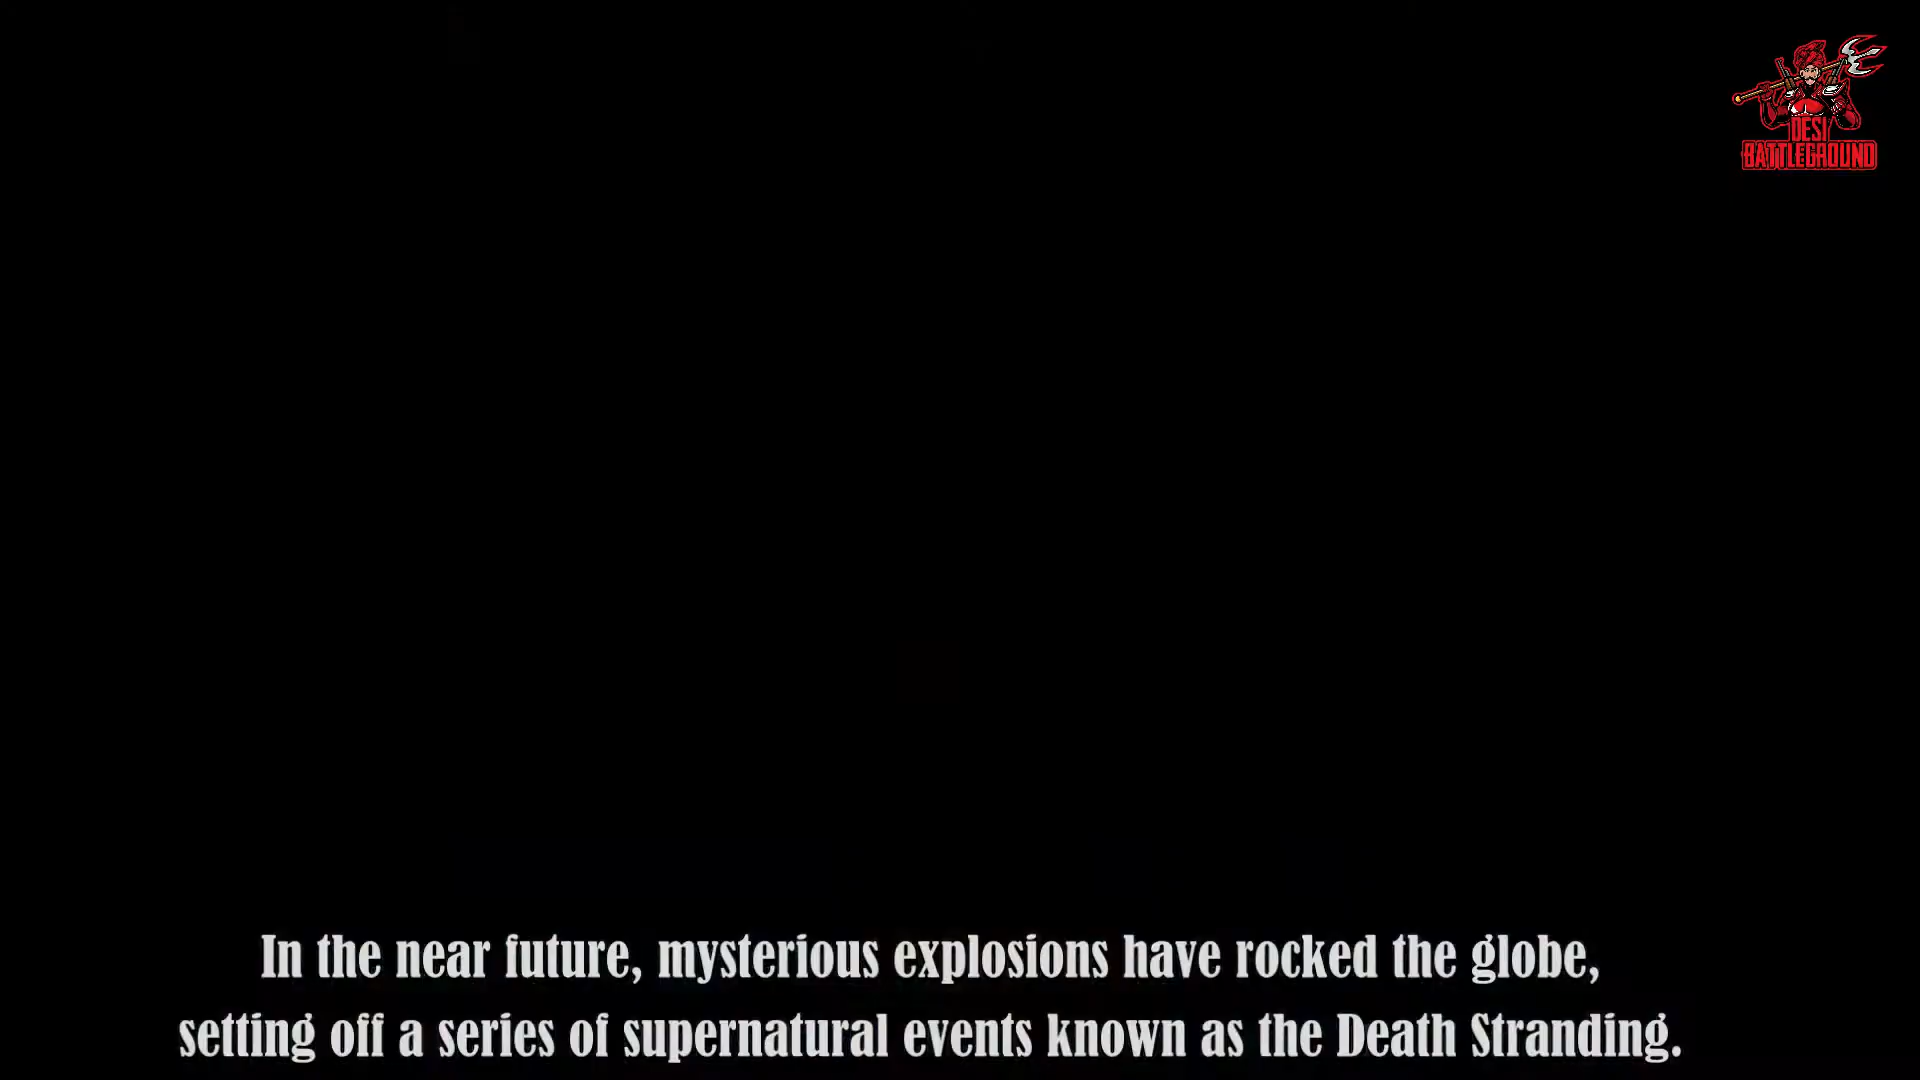 DESI
BATTLEGROUND
In the near future, mysterious explosions have rocked the globe,
setting off a series of supernatural events known as the Death Stranding.